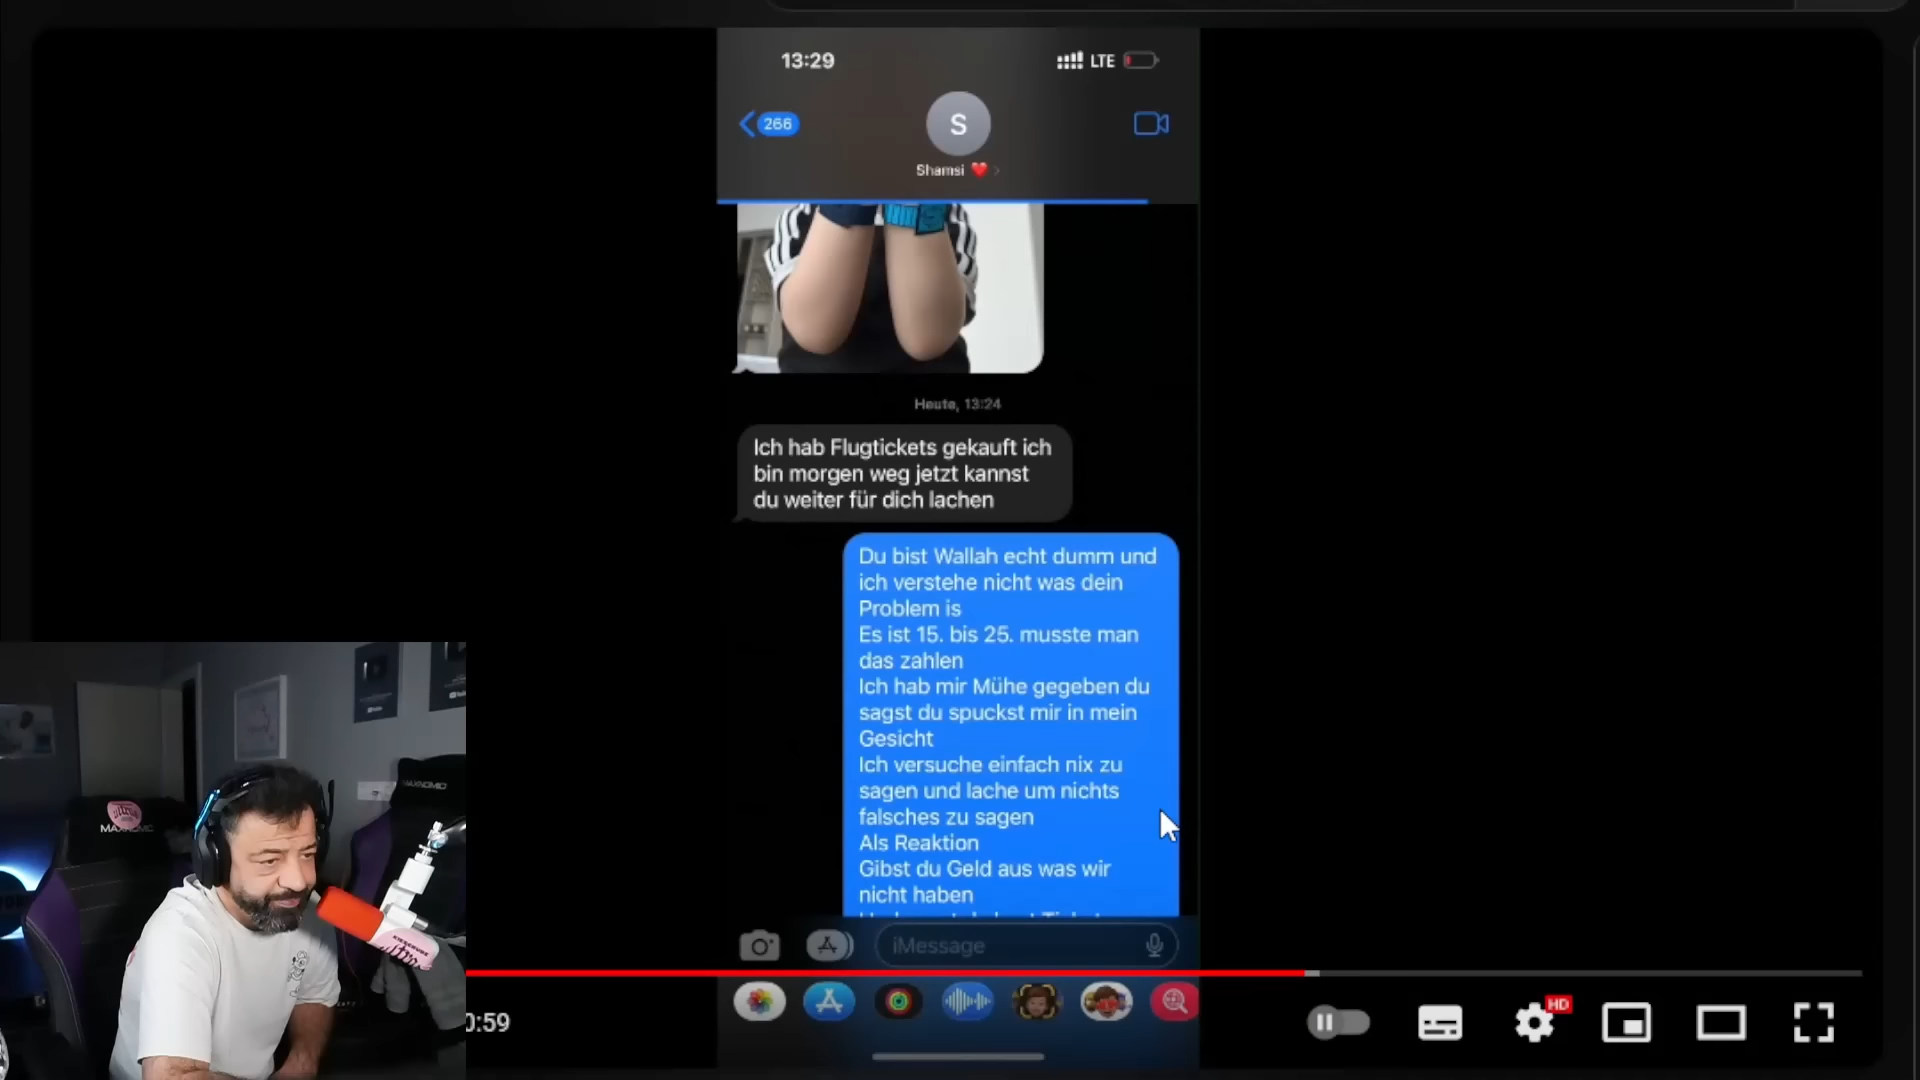 13:29
LTE
266
S
Shamsi ❤️
Heute, 13:24
Ich hab Flugtickets gekauft ich
bin morgen weg jetzt kannst
du weiter für dich lachen
Du bist Wallah echt dumm und
ich verstehe nicht was dein
Problem is
Es ist 15. bis 25. musste man
das zahlen
Ich hab mir Mühe gegeben du
sagst du spuckst mir in mein
Gesicht
Ich versuche einfach nix zu
sagen und lache um nichts
falsches zu sagen
Als Reaktion
Gibst du Geld aus was wir
nicht haben
iMessage
0:59
HD
MAXNOMIC
MAXNOMIC